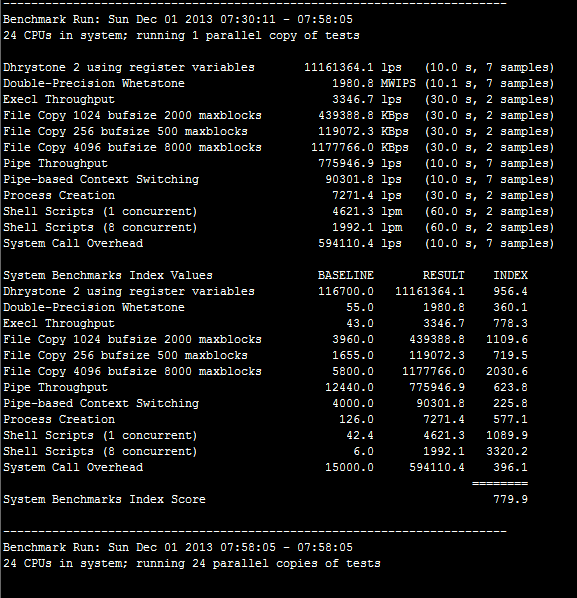 ------------------------------------------------------------------------
Benchmark Run: Sun Dec 01 2013 07:30:11 - 07:58:05
24 CPUs in system; running 1 parallel copy of tests

Dhrystone 2 using register variables       11161364.1 lps   (10.0 s, 7 samples)
Double-Precision Whetstone                     1980.8 MWIPS (10.1 s, 7 samples)
Execl Throughput                               3346.7 lps   (30.0 s, 2 samples)
File Copy 1024 bufsize 2000 maxblocks        439388.8 KBps  (30.0 s, 2 samples)
File Copy 256 bufsize 500 maxblocks          119072.3 KBps  (30.0 s, 2 samples)
File Copy 4096 bufsize 8000 maxblocks       1177766.0 KBps  (30.0 s, 2 samples)
Pipe Throughput                              775946.9 lps   (10.0 s, 7 samples)
Pipe-based Context Switching                  90301.8 lps   (10.0 s, 7 samples)
Process Creation                               7271.4 lps   (30.0 s, 2 samples)
Shell Scripts (1 concurrent)                   4621.3 lpm   (60.0 s, 2 samples)
Shell Scripts (8 concurrent)                   1992.1 lpm   (60.0 s, 2 samples)
System Call Overhead                         594110.4 lps   (10.0 s, 7 samples)

System Benchmarks Index Values               BASELINE       RESULT    INDEX
Dhrystone 2 using register variables         116700.0   11161364.1    956.4
Double-Precision Whetstone                       55.0       1980.8    360.1
Execl Throughput                                 43.0       3346.7    778.3
File Copy 1024 bufsize 2000 maxblocks          3960.0     439388.8   1109.6
File Copy 256 bufsize 500 maxblocks            1655.0     119072.3    719.5
File Copy 4096 bufsize 8000 maxblocks          5800.0    1177766.0   2030.6
Pipe Throughput                               12440.0     775946.9    623.8
Pipe-based Context Switching                   4000.0      90301.8    225.8
Process Creation                                126.0       7271.4    577.1
Shell Scripts (1 concurrent)                     42.4       4621.3   1089.9
Shell Scripts (8 concurrent)                      6.0       1992.1   3320.2
System Call Overhead                          15000.0     594110.4    396.1
                                                                   ========
System Benchmarks Index Score                                         779.9

------------------------------------------------------------------------
Benchmark Run: Sun Dec 01 2013 07:58:05 - 07:58:05
24 CPUs in system; running 24 parallel copies of tests